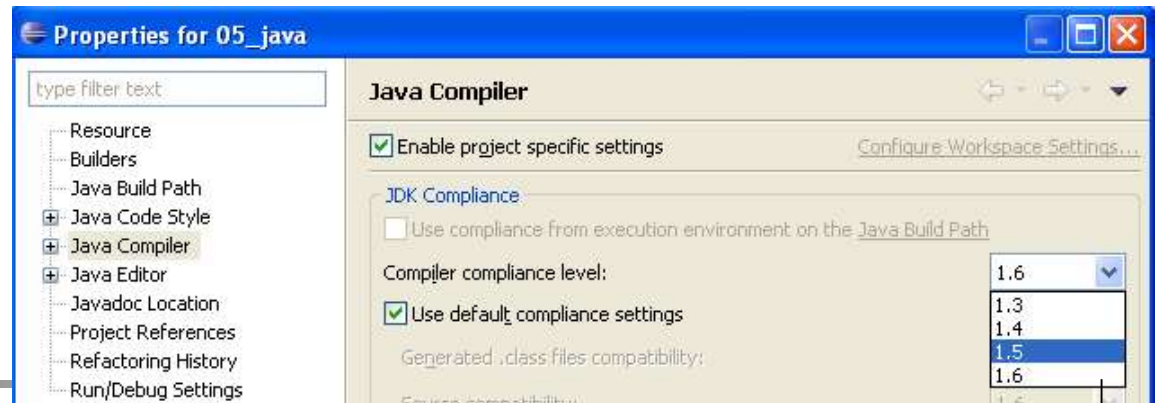 Properties for 05_java
type filter text
Resource
Builders
Java Build Path
Java Code Style
Java Compiler
Java Editor
Javadoc Location
Project References
Refactoring History
Run/Debug Settings
Java Compiler
Enable project specific settings
Configure Workspace Settings...
JDK Compliance
Use compliance from execution environment on the Java Build Path
Compiler compliance level:
1.6
1.3
1.4
1.5
1.6
Use default compliance settings
Generated .class files compatibility: